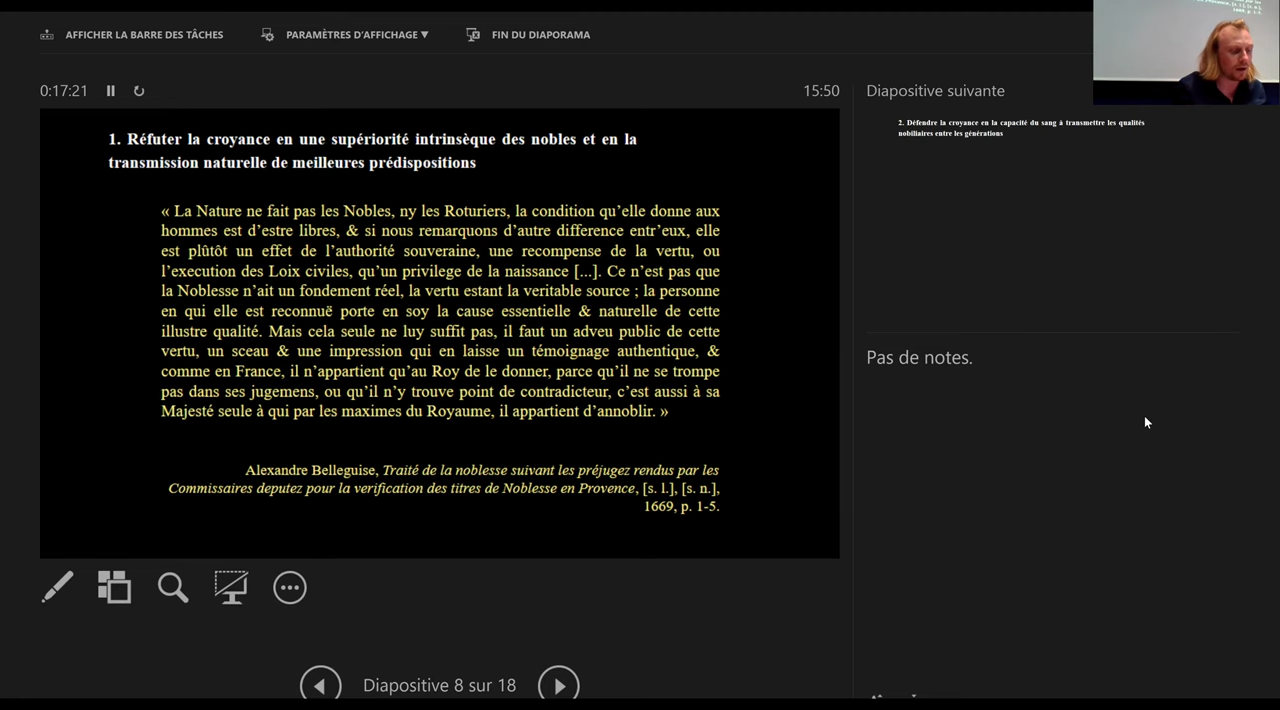 AFFICHER LA BARRE DES TÂCHES
PARAMÈTRES D'AFFICHAGE ▼
FIN DU DIAPORAMA
0:17:21
15:50
Diapositive suivante
1. Réfuter la croyance en une supériorité intrinsèque des nobles et en la
transmission naturelle de meilleures prédispositions
« La Nature ne fait pas les Nobles, ny les Roturiers, la condition qu'elle donne aux
hommes est d'estre libres, & si nous remarquons d'autre difference entr'eux, elle
est plûtôt un effet de l'authorité souveraine, une recompense de la vertu, ou
l'execution des Loix civiles, qu'un privilege de la naissance [...]. Ce n'est pas que
la Noblesse n'ait un fondement réel, la vertu estant la veritable source ; la personne
en qui elle est reconnuë porte en soy la cause essentielle & naturelle de cette
illustre qualité. Mais cela seule ne luy suffit pas, il faut un adveu public de cette
vertu, un sceau & une impression qui en laisse un témoignage authentique, &
comme en France, il n'appartient qu'au Roy de le donner, parce qu'il ne se trompe
pas dans ses jugemens, ou qu'il n'y trouve point de contradicteur, c'est aussi à sa
Majesté seule à qui par les maximes du Royaume, il appartient d'annoblir. »
Alexandre Belleguise, Traité de la noblesse suivant les préjugez rendus par les
Commissaires deputez pour la verification des titres de Noblesse en Provence, [s. l.], [s. n.],
1669, p. 1-5.
2. Défendre la croyance en la capacité du sang à transmettre les qualités
nobiliaires entre les générations
Pas de notes.
Diapositive 8 sur 18